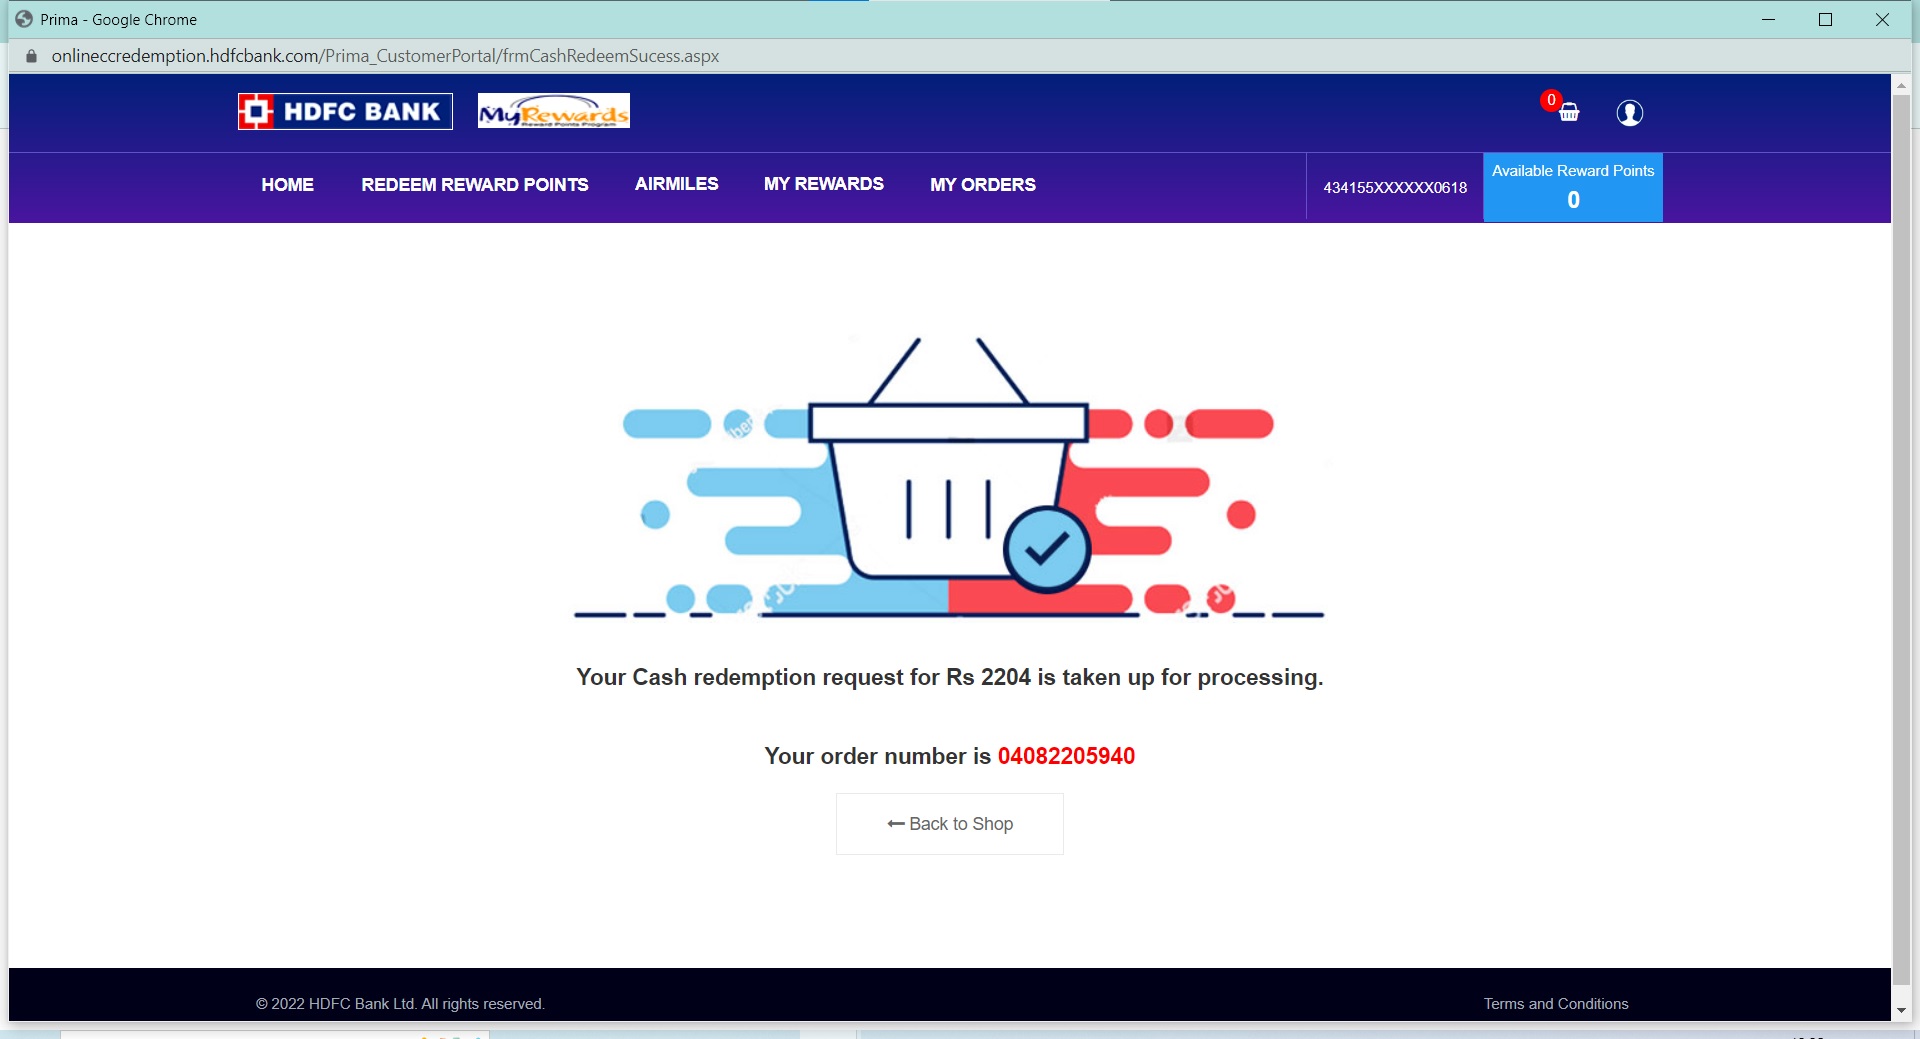 Prima - Google Chrome
onlineccredemption.hdfcbank.com/Prima_CustomerPortal/frmCashRedeemSucess.aspx
HDFC BANK
MyRewards
Reward Points Program
0
HOME
REDEEM REWARD POINTS
AIRMILES
MY REWARDS
MY ORDERS
434155XXXXXX0618
Available Reward Points
0
Your Cash redemption request for Rs 2204 is taken up for processing.
Your order number is 04082205940
Back to Shop
© 2022 HDFC Bank Ltd. All rights reserved.
Terms and Conditions